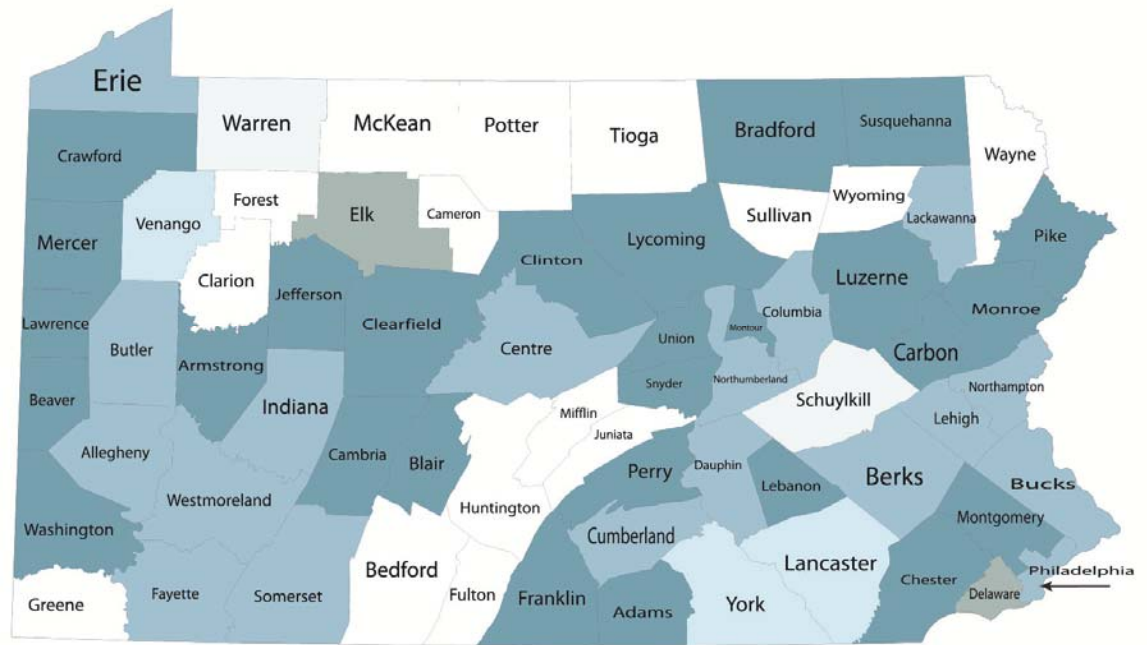 Erie
Warren
McKean
Potter
Tioga
Bradford
Susquehanna
Wayne
Crawford
Forest
Elk
Cameron
Sullivan
Wyoming
Lackawanna
Venango
Mercer
Clarion
Jefferson
Clinton
Lycoming
Luzerne
Pike
Monroe
Lawrence
Butler
Armstrong
Clearfield
Centre
Union
Montour
Columbia
Carbon
Beaver
Indiana
Snyder
Northumberland
Schuylkill
Northampton
Lehigh
Allegheny
Cambria
Blair
Mifflin
Juniata
Perry
Dauphin
Lebanon
Berks
Bucks
Washington
Westmoreland
Huntington
Cumberland
Montgomery
Lancaster
Philadelphia
Greene
Fayette
Somerset
Bedford
Fulton
Franklin
Adams
York
Chester
Delaware